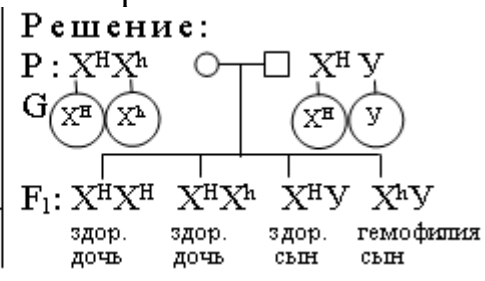 Решение:
Р: XᴴXʰ XᴴУ
G Xᴴ Xʰ Xᴴ У
F₁: XᴴXᴴ XᴴXʰ XᴴУ XʰУ
здор. здор. здор. гемофилия
дочь дочь сын сын